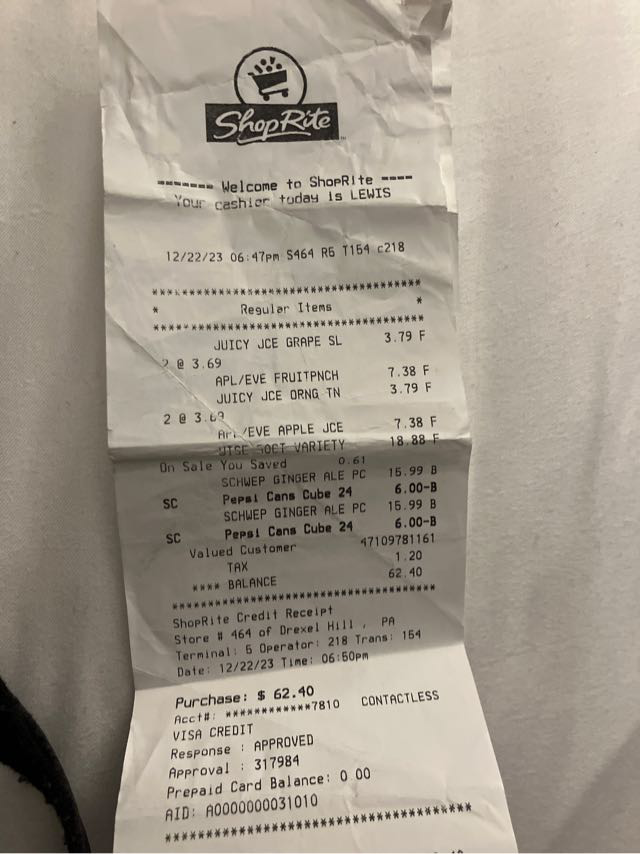 ShopRite
------- Welcome to ShopRite ----
Your cashier today is LEWIS
12/22/23 06:47pm S464 R5 T154 c218
************************************
* Regular Items *
************************************
JUICY JCE GRAPE SL 3.79 F
2 @ 3.69
APL/EVE FRUITPNCH 7.38 F
JUICY JCE ORNG TN 3.79 F
2 @ 3.69
APL/EVE APPLE JCE 7.38 F
UTSE 50CT VARIETY 18.88 F
On Sale You Saved 0.61
SCHWEP GINGER ALE PC 15.99 B
SC Pepsi Cans Cube 24 6.00-B
SCHWEP GINGER ALE PC 15.99 B
SC Pepsi Cans Cube 24 6.00-B
Valued Customer 47109781161
TAX 1.20
**** BALANCE 62.40
************************************
ShopRite Credit Receipt
Store # 464 of Drexel Hill , PA
Terminal: 5 Operator: 218 Trans: 154
Date: 12/22/23 Time: 06:50pm
Purchase: $ 62.40
Acct#: ************7810 CONTACTLESS
VISA CREDIT
Response : APPROVED
Approval : 317984
Prepaid Card Balance: 0 00
AID: A0000000031010
************************************